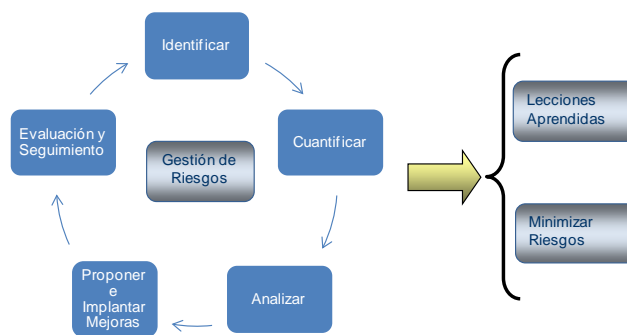 Identificar
Cuantificar
Analizar
Proponer
e
Implantar
Mejoras
Evaluación y
Seguimiento
Gestión de
Riesgos
Lecciones
Aprendidas
Minimizar
Riesgos